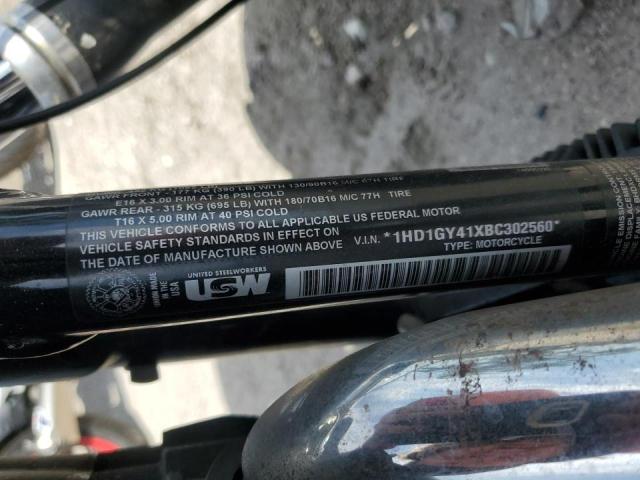 GAWR FRONT - 177 KG (390 LB) WITH 130/90B16 M/C 67H TIRE
E16 X 3.00 RIM AT 36 PSI COLD
GAWR REAR - 315 KG (695 LB) WITH 180/70B16 M/C 77H TIRE
T16 X 5.00 RIM AT 40 PSI COLD
THIS VEHICLE CONFORMS TO ALL APPLICABLE US FEDERAL MOTOR
VEHICLE SAFETY STANDARDS IN EFFECT ON
THE DATE OF MANUFACTURE SHOWN ABOVE
V.I.N. *1HD1GY41XBC302560*
TYPE: MOTORCYCLE
UNION MADE IN
THE USA
UNITED STEELWORKERS
USW